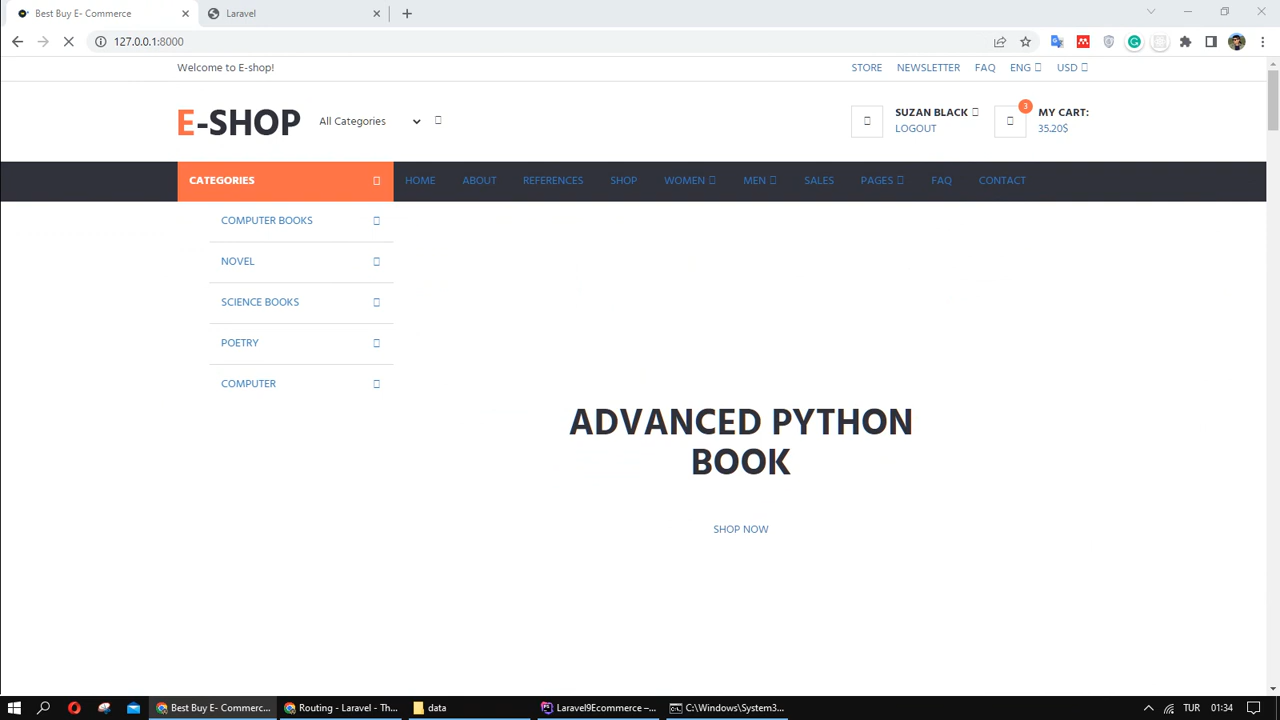 Best Buy E- Commerce
Laravel
127.0.0.1:8000
Welcome to E-shop!
STORE NEWSLETTER FAQ ENG USD
E-SHOP
All Categories
SUZAN BLACK
LOGOUT
3
MY CART:
35.20$
CATEGORIES
HOME ABOUT REFERENCES SHOP WOMEN MEN SALES PAGES FAQ CONTACT
COMPUTER BOOKS
NOVEL
SCIENCE BOOKS
POETRY
COMPUTER
ADVANCED PYTHON
BOOK
SHOP NOW
Best Buy E- Commerc...
Routing - Laravel - Th...
data
Laravel9Ecommerce –...
C:\Windows\System3...
TUR
01:34